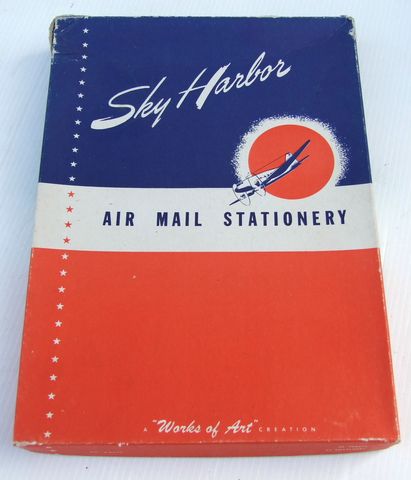 Sky Harbor
AIR MAIL STATIONERY
A "Works of Art" CREATION